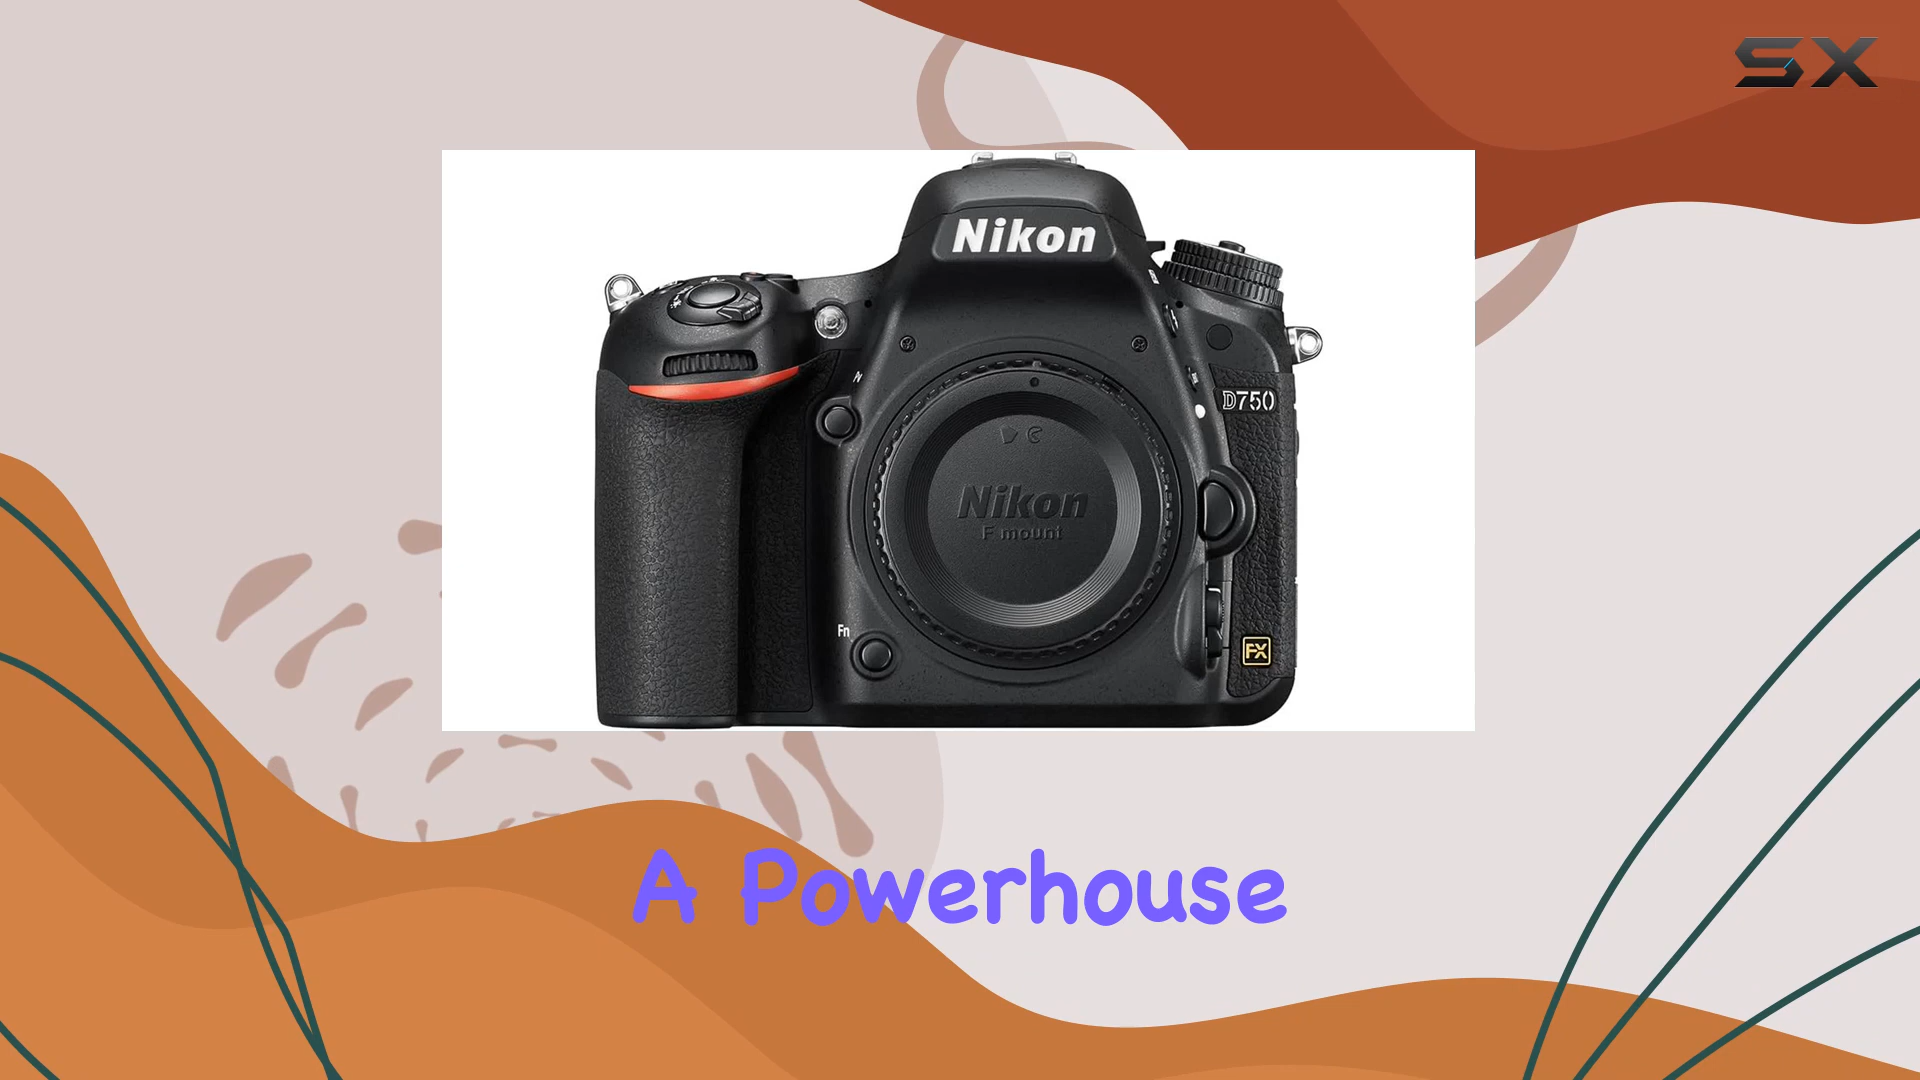 SX
Nikon
D750
Nikon
F mount
Fn
FX
A Powerhouse